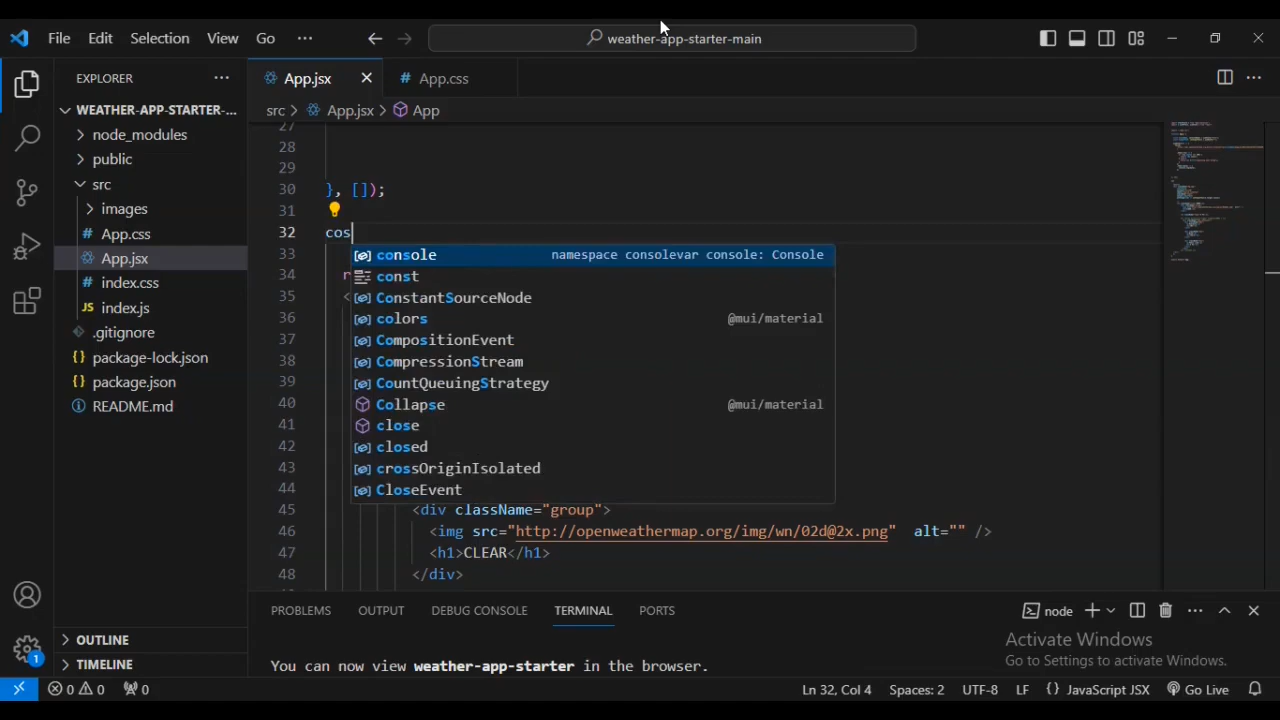 File Edit Selection View Go ··· weather-app-starter-main
EXPLORER ···
WEATHER-APP-STARTER-...
node_modules
public
src
images
# App.css
App.jsx
# index.css
JS index.js
.gitignore
{} package-lock.json
{} package.json
README.md
OUTLINE
TIMELINE
App.jsx
# App.css
src > App.jsx > App
27
28
29
30 }, []);
31
32 cos
33
34 r
35 <
36
37
38
39
40
41
42
43
44
console namespace consolevar console: Console
const
ConstantSourceNode
colors @mui/material
CompositionEvent
CompressionStream
CountQueuingStrategy
Collapse @mui/material
close
closed
crossOriginIsolated
CloseEvent
45 <div className="group">
46 <img src="http://openweathermap.org/img/wn/02d@2x.png" alt="" />
47 <h1>CLEAR</h1>
48 </div>
PROBLEMS OUTPUT DEBUG CONSOLE TERMINAL PORTS
node
You can now view weather-app-starter in the browser.
Activate Windows
Go to Settings to activate Windows.
1
0 0 0
Ln 32, Col 4 Spaces: 2 UTF-8 LF {} JavaScript JSX Go Live